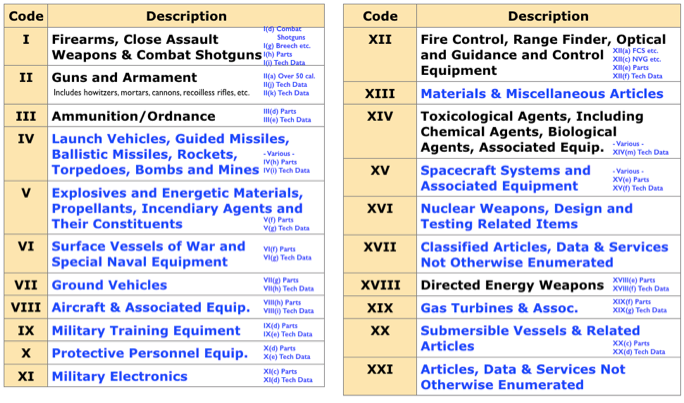 Code Description
I Firearms, Close Assault
Weapons & Combat Shotguns
I(d) Combat
Shotguns
I(g) Breech etc.
I(h) Parts
I(i) Tech Data
II Guns and Armament
Includes howitzers, mortars, cannons, recoilless rifles, etc.
II(a) Over 50 cal.
II(j) Tech Data
II(k) Tech Data
III Ammunition/Ordnance
III(d) Parts
III(e) Tech Data
IV Launch Vehicles, Guided Missiles,
Ballistic Missiles, Rockets,
Torpedoes, Bombs and Mines
- Various -
IV(h) Parts
IV(i) Tech Data
V Explosives and Energetic Materials,
Propellants, Incendiary Agents and
Their Constituents
V(f) Parts
V(g) Tech Data
VI Surface Vessels of War and
Special Naval Equipment
VI(f) Parts
VI(g) Tech Data
VII Ground Vehicles
VII(g) Parts
VII(h) Tech Data
VIII Aircraft & Associated Equip.
VIII(h) Parts
VIII(i) Tech Data
IX Military Training Equiment
IX(d) Parts
IX(e) Tech Data
X Protective Personnel Equip.
X(d) Parts
X(e) Tech Data
XI Military Electronics
XI(c) Parts
XI(d) Tech Data
Code Description
XII Fire Control, Range Finder, Optical
and Guidance and Control
Equipment
XII(a) FCS etc.
XII(c) NVG etc.
XII(e) Parts
XII(f) Tech Data
XIII Materials & Miscellaneous Articles
XIV Toxicological Agents, Including
Chemical Agents, Biological
Agents, Associated Equip.
- Various -
XIV(m) Tech Data
XV Spacecraft Systems and
Associated Equipment
- Various -
XV(e) Parts
XV(f) Tech Data
XVI Nuclear Weapons, Design and
Testing Related Items
XVII Classified Articles, Data & Services
Not Otherwise Enumerated
XVIII Directed Energy Weapons
XVIII(e) Parts
XVIII(f) Tech Data
XIX Gas Turbines & Assoc.
XIX(f) Parts
XIX(g) Tech Data
XX Submersible Vessels & Related
Articles
XX(c) Parts
XX(d) Tech Data
XXI Articles, Data & Services Not
Otherwise Enumerated